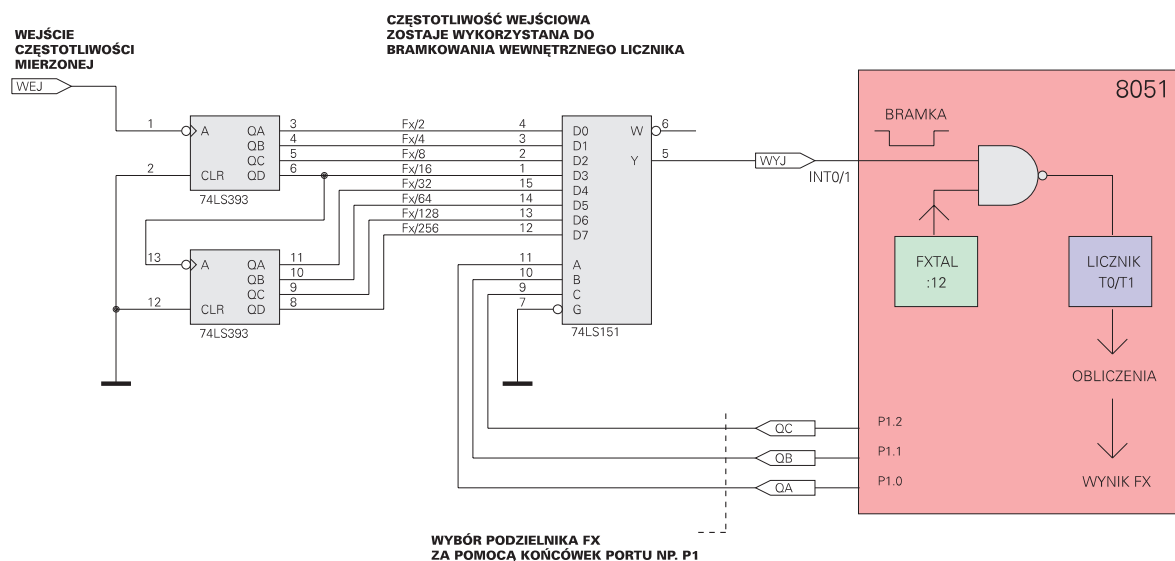 WEJŚCIE
CZĘSTOTLIWOŚCI
MIERZONEJ
WEJ
CZĘSTOTLIWOŚĆ WEJŚCIOWA
ZOSTAJE WYKORZYSTANA DO
BRAMKOWANIA WEWNĘTRZNEGO LICZNIKA
1
2
A
CLR
QA
QB
QC
QD
3
4
5
6
74LS393
Fx/2
Fx/4
Fx/8
Fx/16
Fx/32
Fx/64
Fx/128
Fx/256
13
12
A
CLR
QA
QB
QC
QD
11
10
9
8
74LS393
4
3
2
1
15
14
13
12
11
10
9
7
D0
D1
D2
D3
D4
D5
D6
D7
A
B
C
G
W
Y
6
5
74LS151
WYJ
INT0/1
8051
BRAMKA
FXTAL
:12
LICZNIK
T0/T1
OBLICZENIA
WYNIK FX
P1.2
P1.1
P1.0
QC
QB
QA
WYBÓR PODZIELNIKA FX
ZA POMOCĄ KOŃCÓWEK PORTU NP. P1